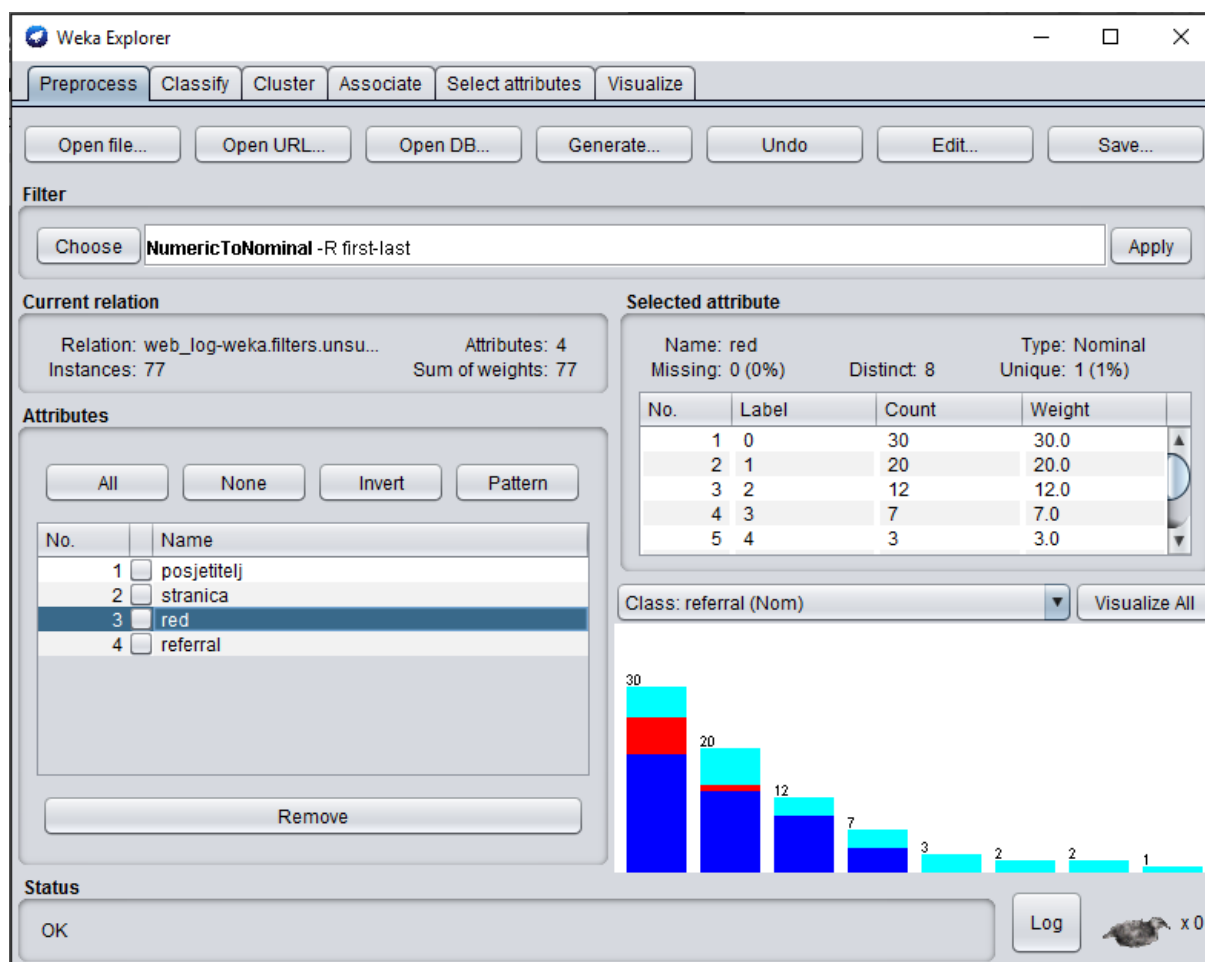 Weka Explorer
Preprocess Classify Cluster Associate Select attributes Visualize
Open file... Open URL... Open DB... Generate... Undo Edit... Save...
Filter
Choose NumericToNominal -R first-last Apply
Current relation
Relation: web_log-weka.filters.unsu... Attributes: 4
Instances: 77 Sum of weights: 77
Attributes
All None Invert Pattern
No. Name
1 posjetitelj
2 stranica
3 red
4 referral
Remove
Selected attribute
Name: red Type: Nominal
Missing: 0 (0%) Distinct: 8 Unique: 1 (1%)
No. Label Count Weight
1 0 30 30.0
2 1 20 20.0
3 2 12 12.0
4 3 7 7.0
5 4 3 3.0
Class: referral (Nom) Visualize All
30
20
12
7
3
2
2
1
Status
OK
Log x 0